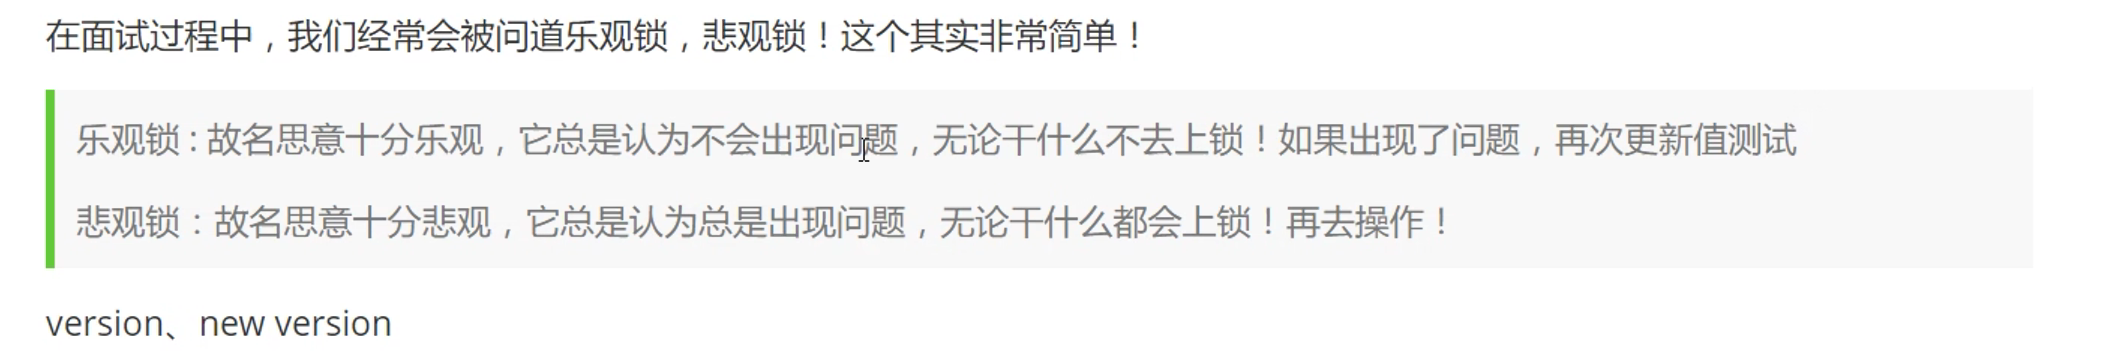 在面试过程中，我们经常会被问道乐观锁，悲观锁！这个其实非常简单！
乐观锁 : 故名思意十分乐观，它总是认为不会出现问题，无论干什么不去上锁！如果出现了问题，再次更新值测试
悲观锁：故名思意十分悲观，它总是认为总是出现问题，无论干什么都会上锁！再去操作！
version、new version